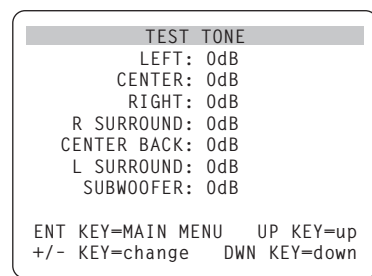 TEST TONE
LEFT: 0dB
CENTER: 0dB
RIGHT: 0dB
R SURROUND: 0dB
CENTER BACK: 0dB
L SURROUND: 0dB
SUBWOOFER: 0dB
ENT KEY=MAIN MENU UP KEY=up
+/- KEY=change DWN KEY=down